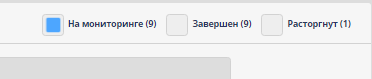 На мониторинге (9) Завершен (9) Расторгнут (1)